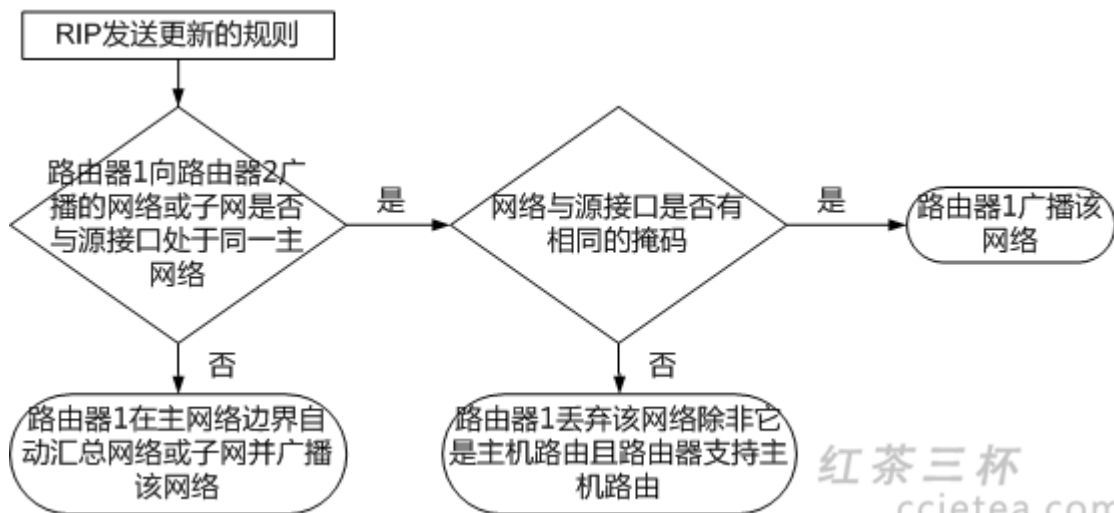 RIP发送更新的规则
路由器1向路由器2广
播的网络或子网是否
与源接口处于同一主
网络
是
网络与源接口是否有
相同的掩码
是
路由器1广播该
网络
否
路由器1在主网络边界自
动汇总网络或子网并广播
该网络
否
路由器1丢弃该网络除非它
是主机路由且路由器支持主
机路由
红茶三杯
ccietea.com